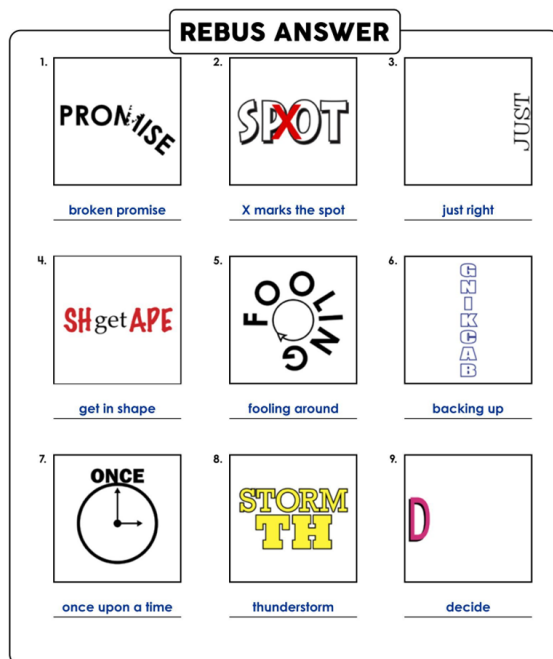 REBUS ANSWER
1. 2. 3.
PROMISE SPOT X JUST
broken promise X marks the spot just right
4. 5. 6.
SHgetAPE FOOLING GNIKCAB
get in shape fooling around backing up
7. 8. 9.
ONCE STORM D
TH
once upon a time thunderstorm decide